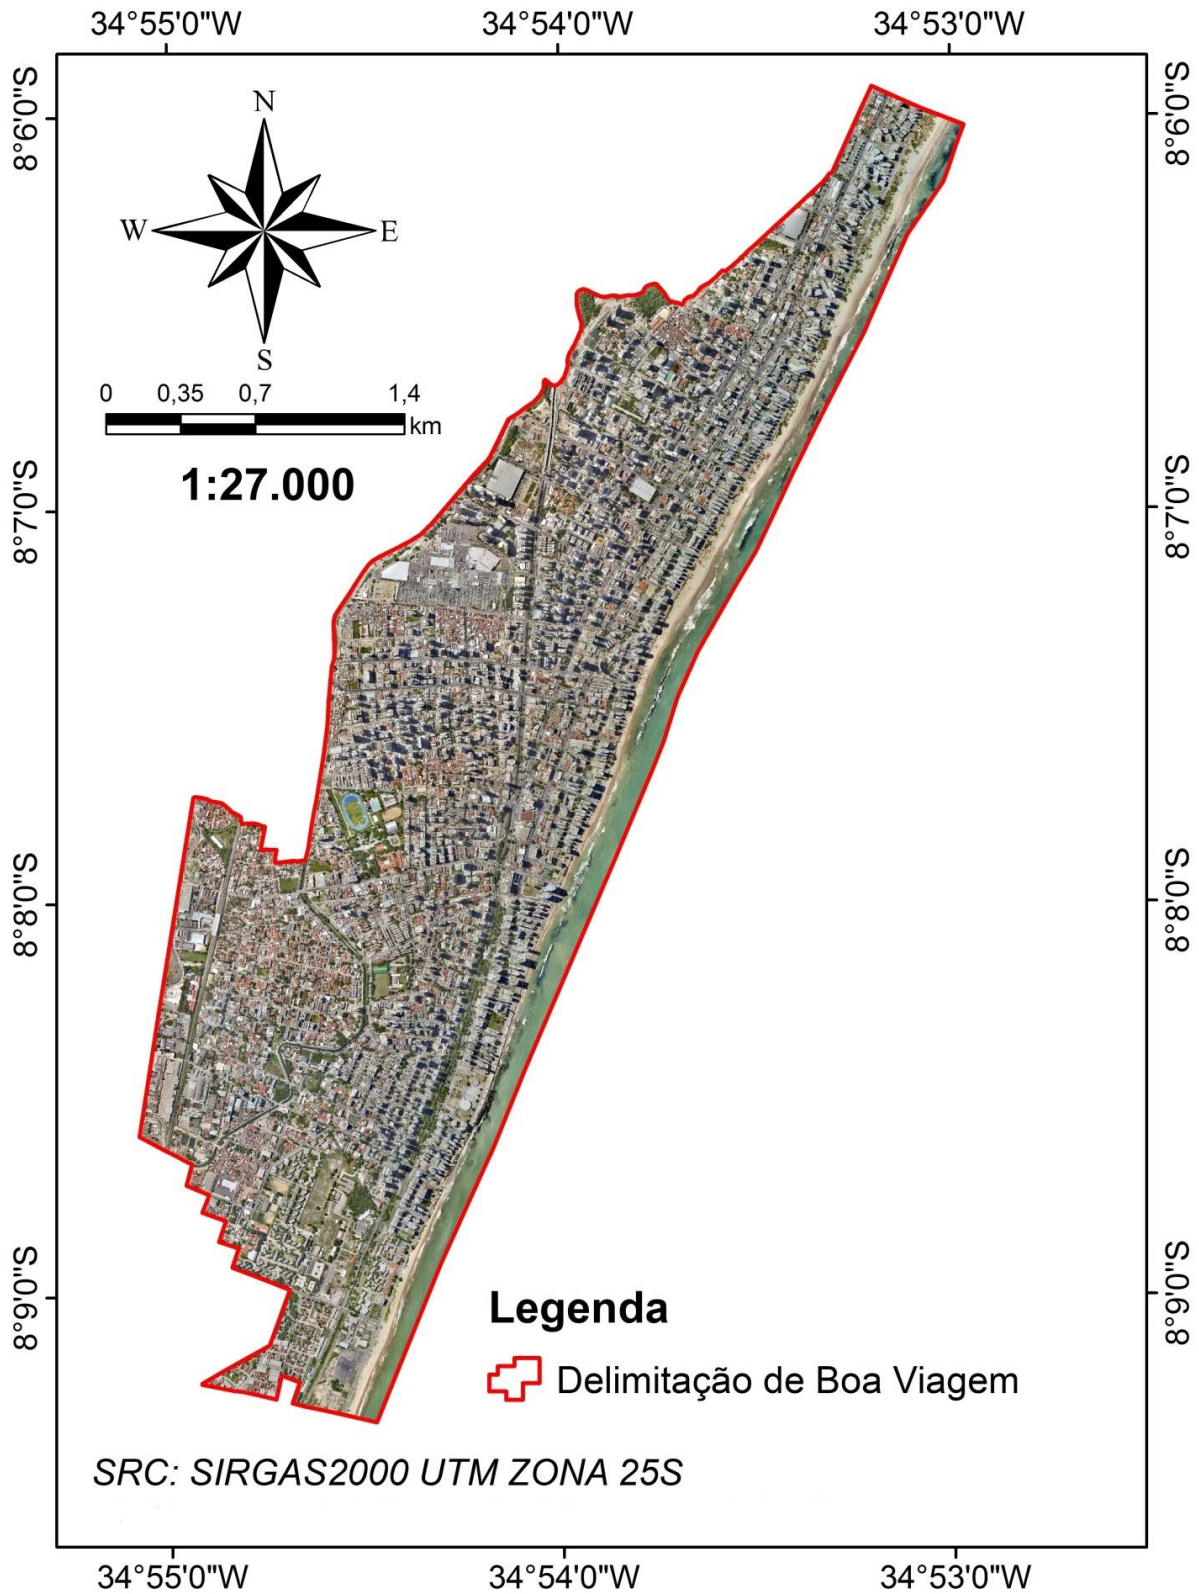 34°55'0"W 34°54'0"W 34°53'0"W
8°6'0"S
8°6'0"S
N
W
E
S
0 0,35 0,7 1,4
km
1:27.000
8°7'0"S
8°7'0"S
8°8'0"S
8°8'0"S
8°9'0"S
8°9'0"S
Legenda
Delimitação de Boa Viagem
SRC: SIRGAS2000 UTM ZONA 25S
34°55'0"W 34°54'0"W 34°53'0"W